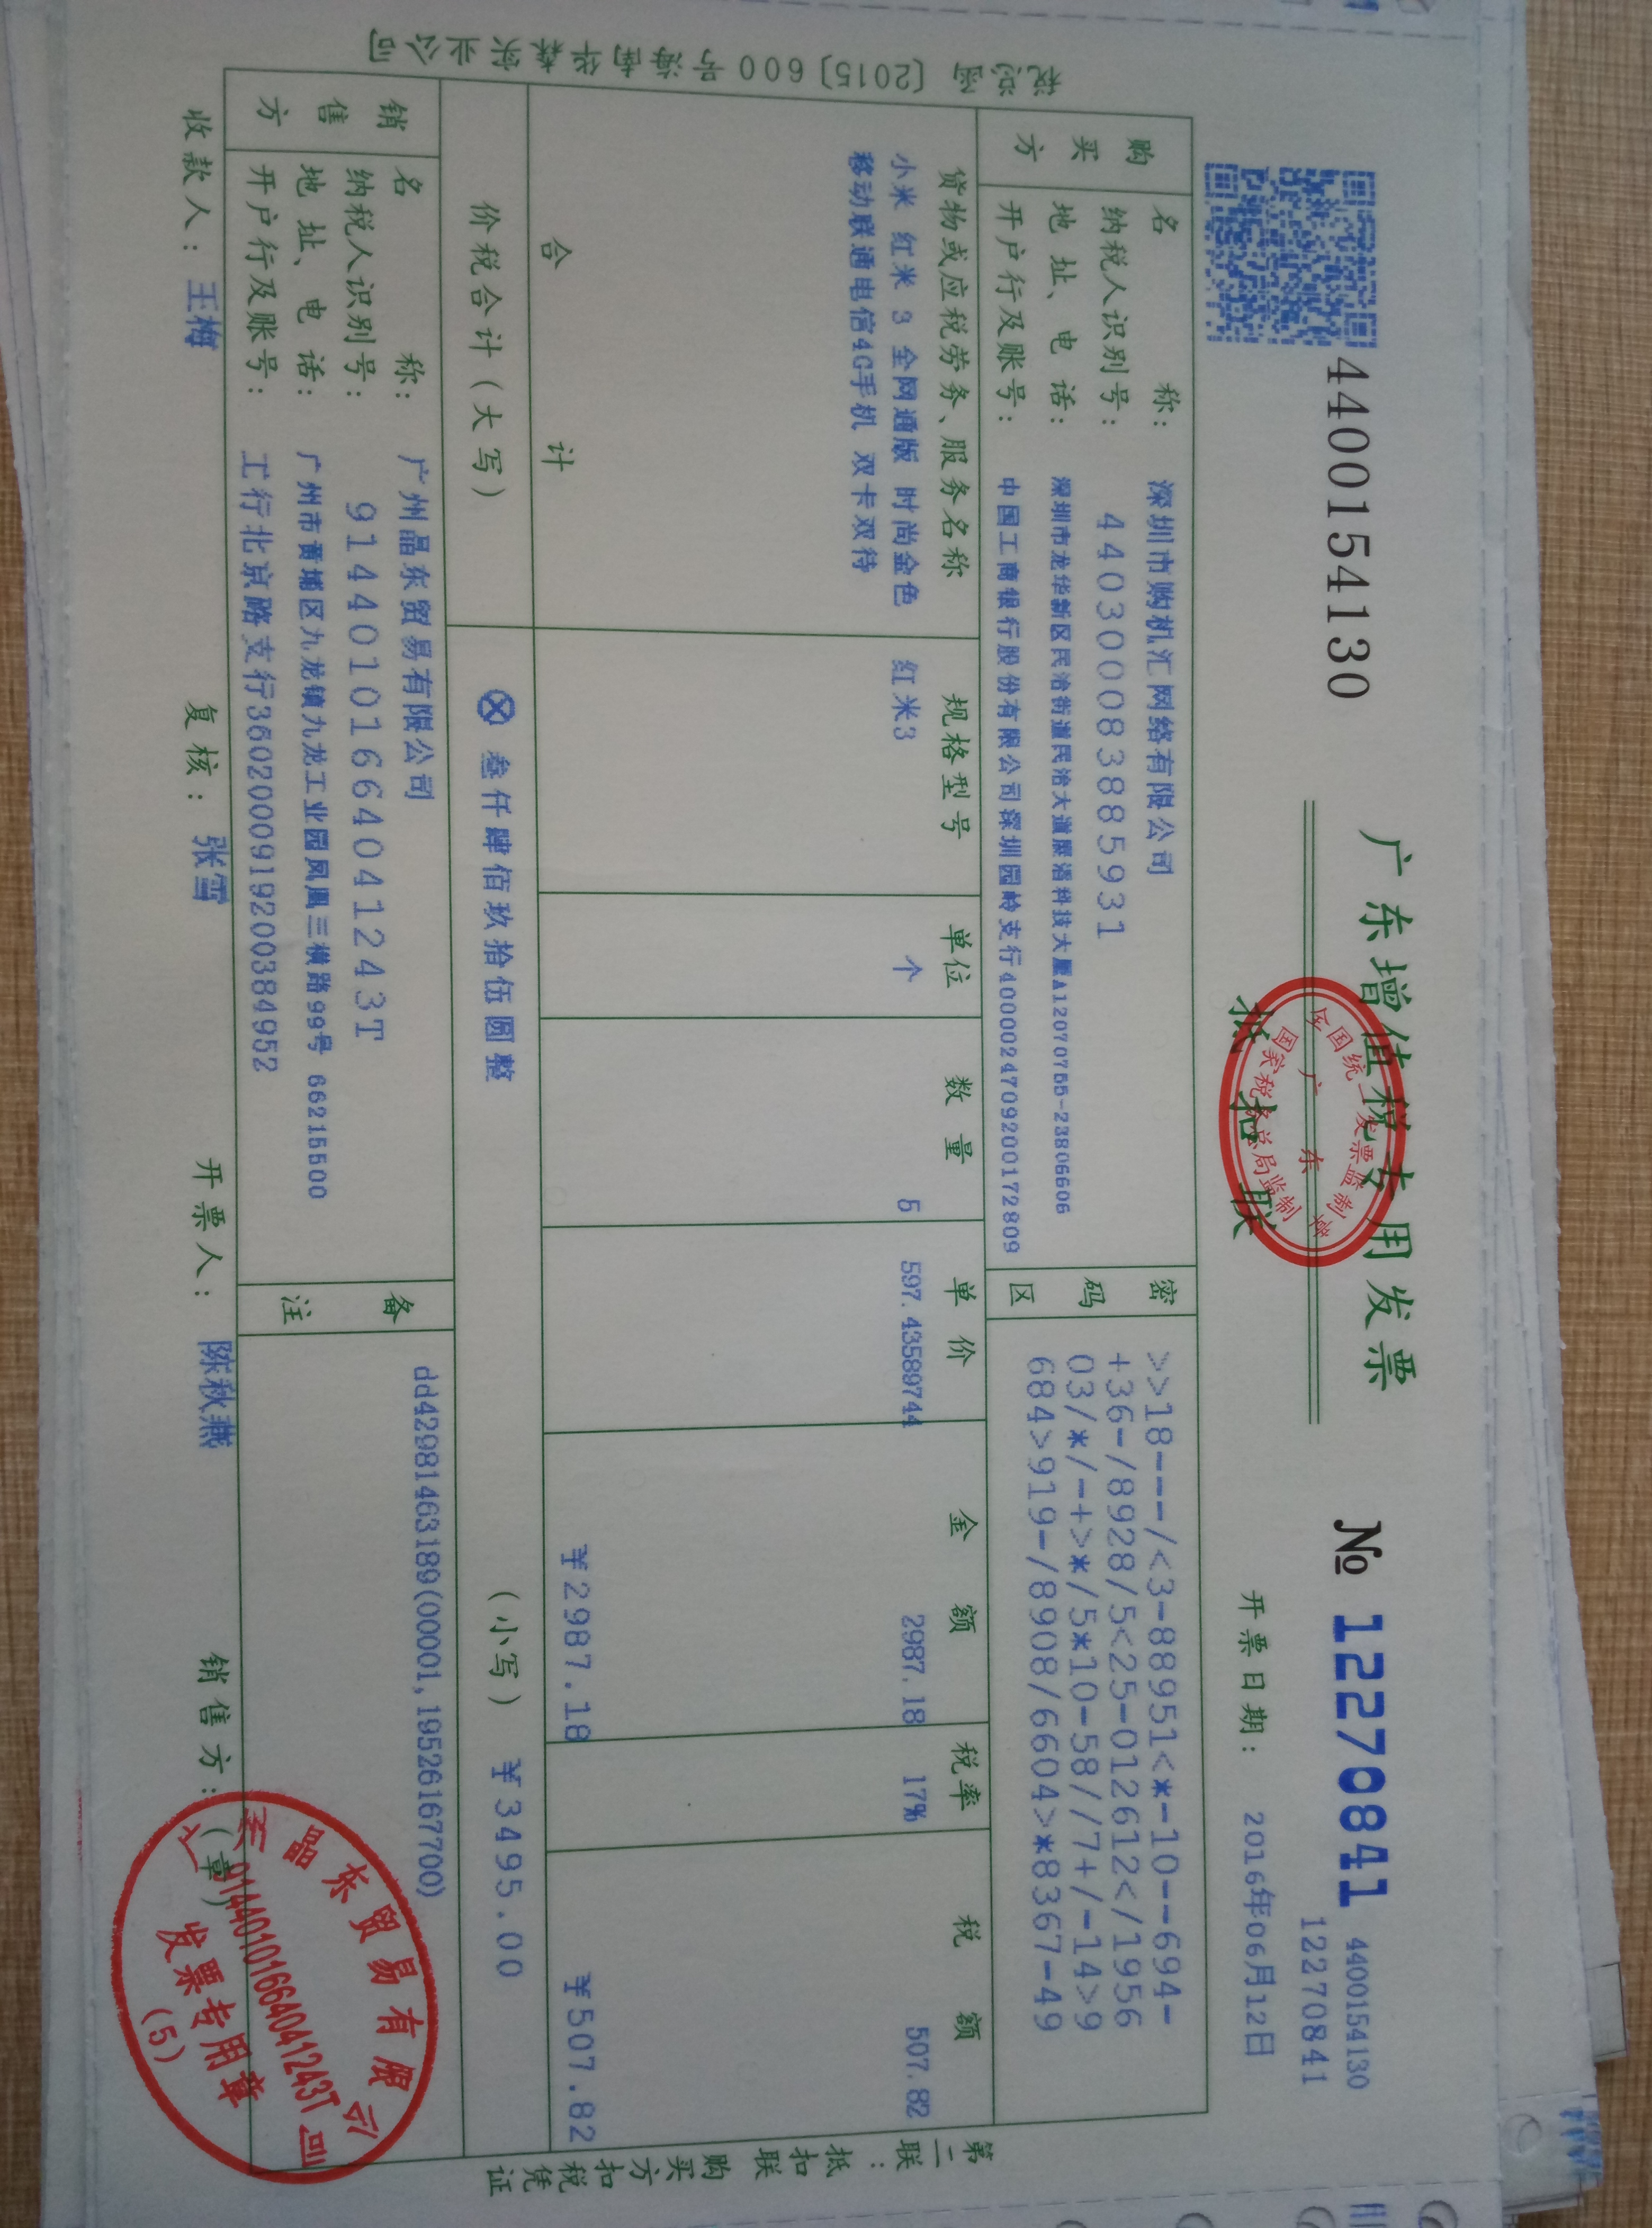 4400154130
广东增值税专用发票
№ 12270841
4400154130
12270841
抵扣联
开票日期： 2016年06月12日
全国统一发票监制章
广东
国家税务总局监制
购买方
名称： 深圳市购机汇网络有限公司
纳税人识别号： 440300083885931
地址、电话： 深圳市龙华新区民治街道民治大道展滔科技大厦A12070755-23806606
开户行及账号： 中国工商银行股份有限公司深圳园岭支行4000024709200172809
密码区
>>18---/<3-88951<*-10--694-
+36-/8928/5<25-012612</1956
03/*/-+>*/5*10-58//7+/-14>9
684>919-/8908/6604>*8367-49
货物或应税劳务、服务名称 规格型号 单位 数量 单价 金额 税率 税额
小米 红米 3 全网通版 时尚金色 红米3 个 5 597.43589744 2987.18 17% 507.82
移动联通电信4G手机 双卡双待
合计 ¥2987.18 ¥507.82
价税合计（大写） ⊗ 叁仟肆佰玖拾伍圆整 （小写） ¥3495.00
销售方
名称： 广州晶东贸易有限公司
纳税人识别号： 91440101664041243T
地址、电话： 广州市黄埔区九龙镇九龙工业园凤凰三横路99号 66215500
开户行及账号： 工行北京路支行3602000919200384952
备注
dd42981463189(0001,19526167700)
收款人： 王梅 复核： 张雪 开票人： 陈秋燕 销售方：（章）
晶东贸易有限公司
91440101664041243T
发票专用章
(5)
第二联：抵扣联 购买方扣税凭证
税总函〔2015〕600号海南华森实业公司